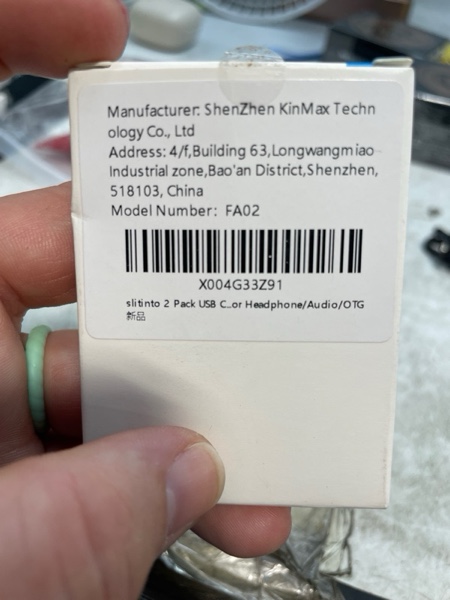 Manufacturer: ShenZhen KinMax Techn
ology Co., Ltd
Address: 4/f,Building 63,Longwangmiao
Industrial zone,Bao'an District,Shenzhen,
518103, China
Model Number: FA02
X004G33Z91
slitinto 2 Pack USB C...or Headphone/Audio/OTG
新品